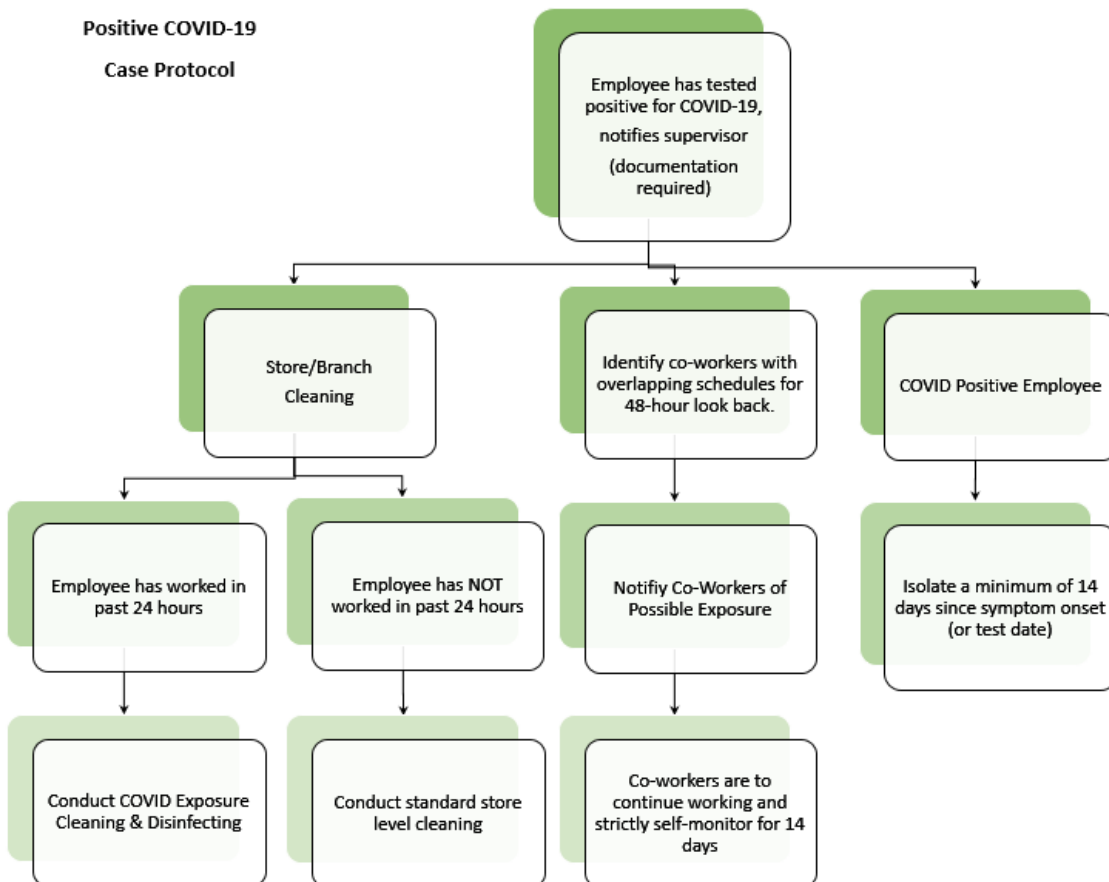 Positive COVID-19
Case Protocol
Employee has tested
positive for COVID-19,
notifies supervisor
(documentation
required)
Store/Branch
Cleaning
Identify co-workers with
overlapping schedules for
48-hour look back.
COVID Positive Employee
Employee has worked in
past 24 hours
Employee has NOT
worked in past 24 hours
Notifiy Co-Workers of
Possible Exposure
Isolate a minimum of 14
days since symptom onset
(or test date)
Conduct COVID Exposure
Cleaning & Disinfecting
Conduct standard store
level cleaning
Co-workers are to
continue working and
strictly self-monitor for 14
days